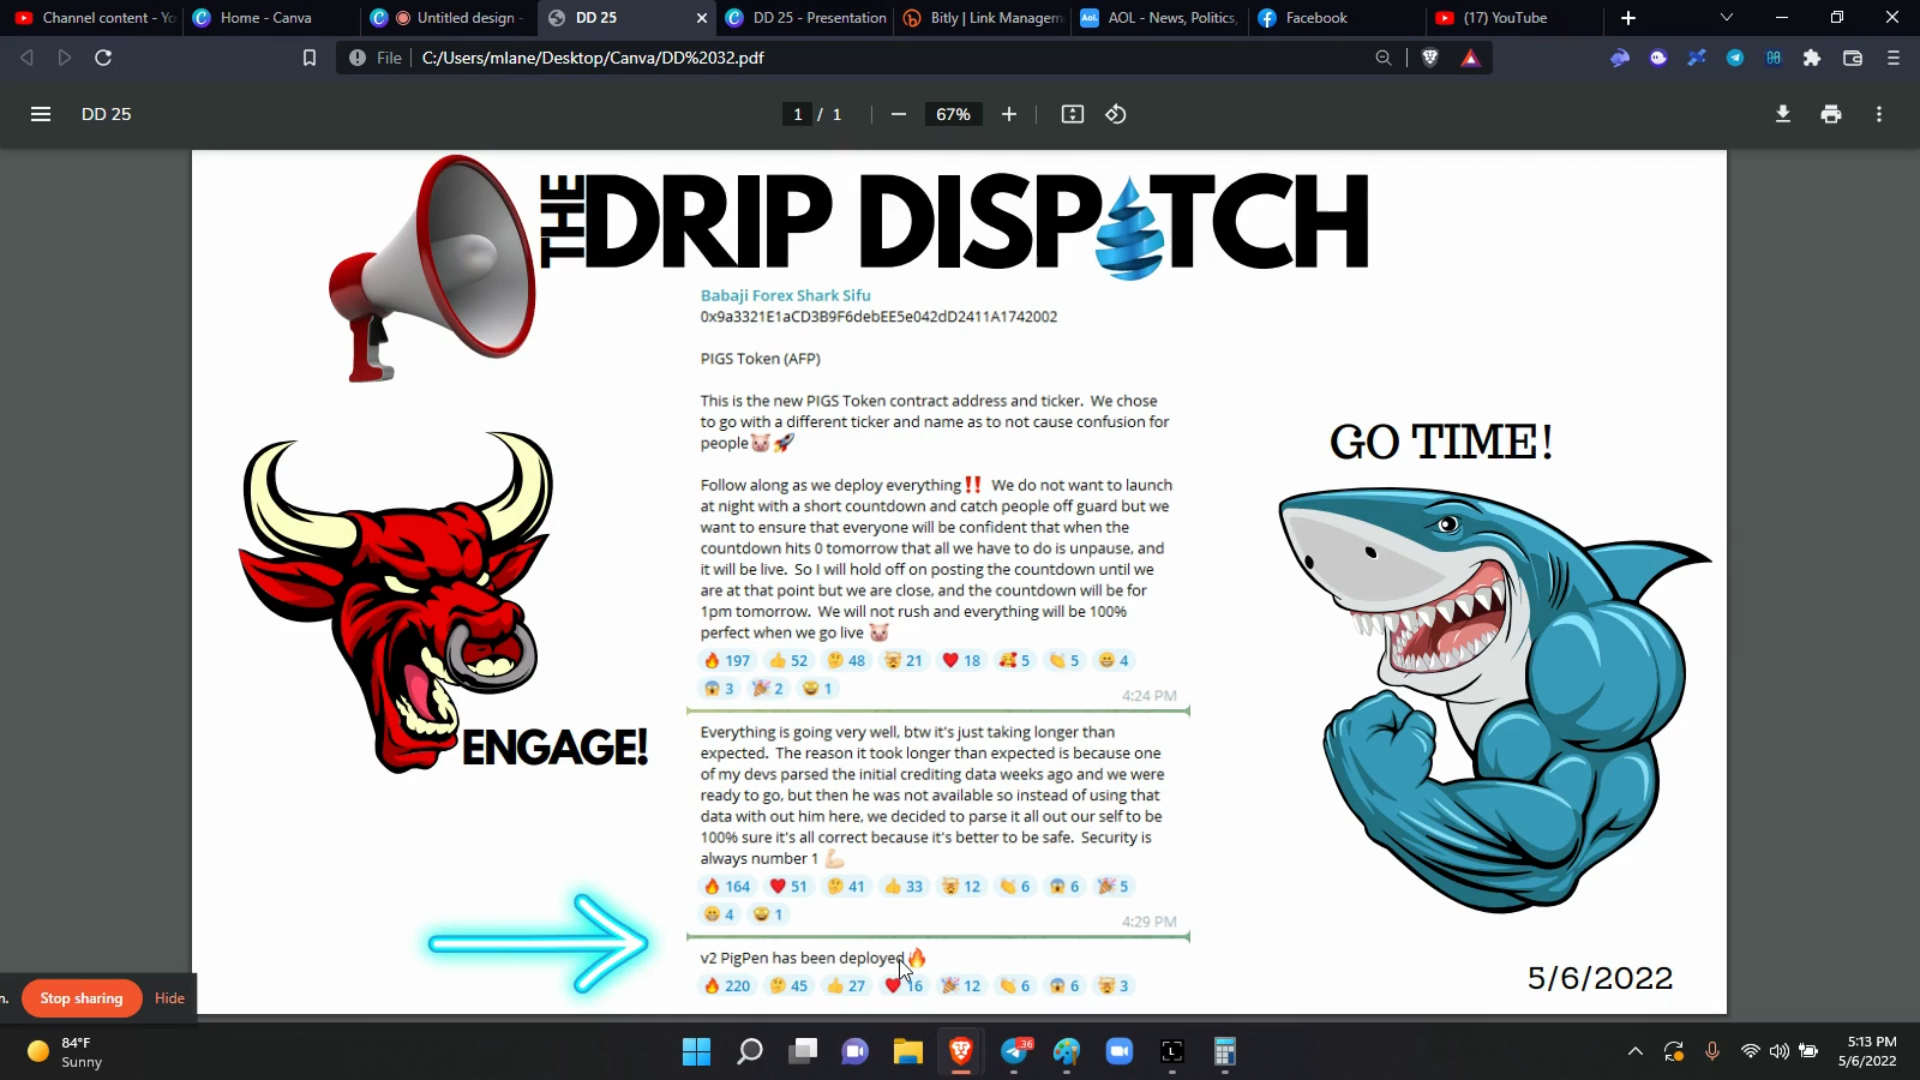 Channel content - Yo
Home - Canva
Untitled design -
DD 25
DD 25 - Presentation
Bitly | Link Managem
Aol.
AOL - News, Politics,
Facebook
(17) YouTube
File
C:/Users/mlane/Desktop/Canva/DD%2032.pdf
DD 25
1 / 1
67%
THE DRIP DISPATCH
Babaji Forex Shark Sifu
0x9a3321E1aCD3B9F6debEE5e042dD2411A1742002
PIGS Token (AFP)
This is the new PIGS Token contract address and ticker. We chose
to go with a different ticker and name as to not cause confusion for
people🐷🚀
Follow along as we deploy everything‼️ We do not want to launch
at night with a short countdown and catch people off guard but we
want to ensure that everyone will be confident that when the
countdown hits 0 tomorrow that all we have to do is unpause, and
it will be live. So I will hold off on posting the countdown until we
are at that point but we are close, and the countdown will be for
1pm tomorrow. We will not rush and everything will be 100%
perfect when we go live 🐷
🔥 197 👍 52 🤔 48 🤯 21 ❤️ 18 🥰 5 👏 5 😁 4
😱 3 🎉 2 🤩 1
4:24 PM
Everything is going very well, btw it's just taking longer than
expected. The reason it took longer than expected is because one
of my devs parsed the initial crediting data weeks ago and we were
ready to go, but then he was not available so instead of using that
data with out him here, we decided to parse it all out our self to be
100% sure it's all correct because it's better to be safe. Security is
always number 1 💪🏻
🔥 164 ❤️ 51 🤔 41 👍 33 🤯 12 👏 6 😱 6 🎉 5
😁 4 🤩 1
4:29 PM
v2 PigPen has been deployed🔥
🔥 220 🤔 45 👍 27 ❤️ 16 🎉 12 👏 6 😱 6 🤯 3
ENGAGE!
GO TIME!
5/6/2022
n.
Stop sharing
Hide
84°F
Sunny
36
L
5:13 PM
5/6/2022